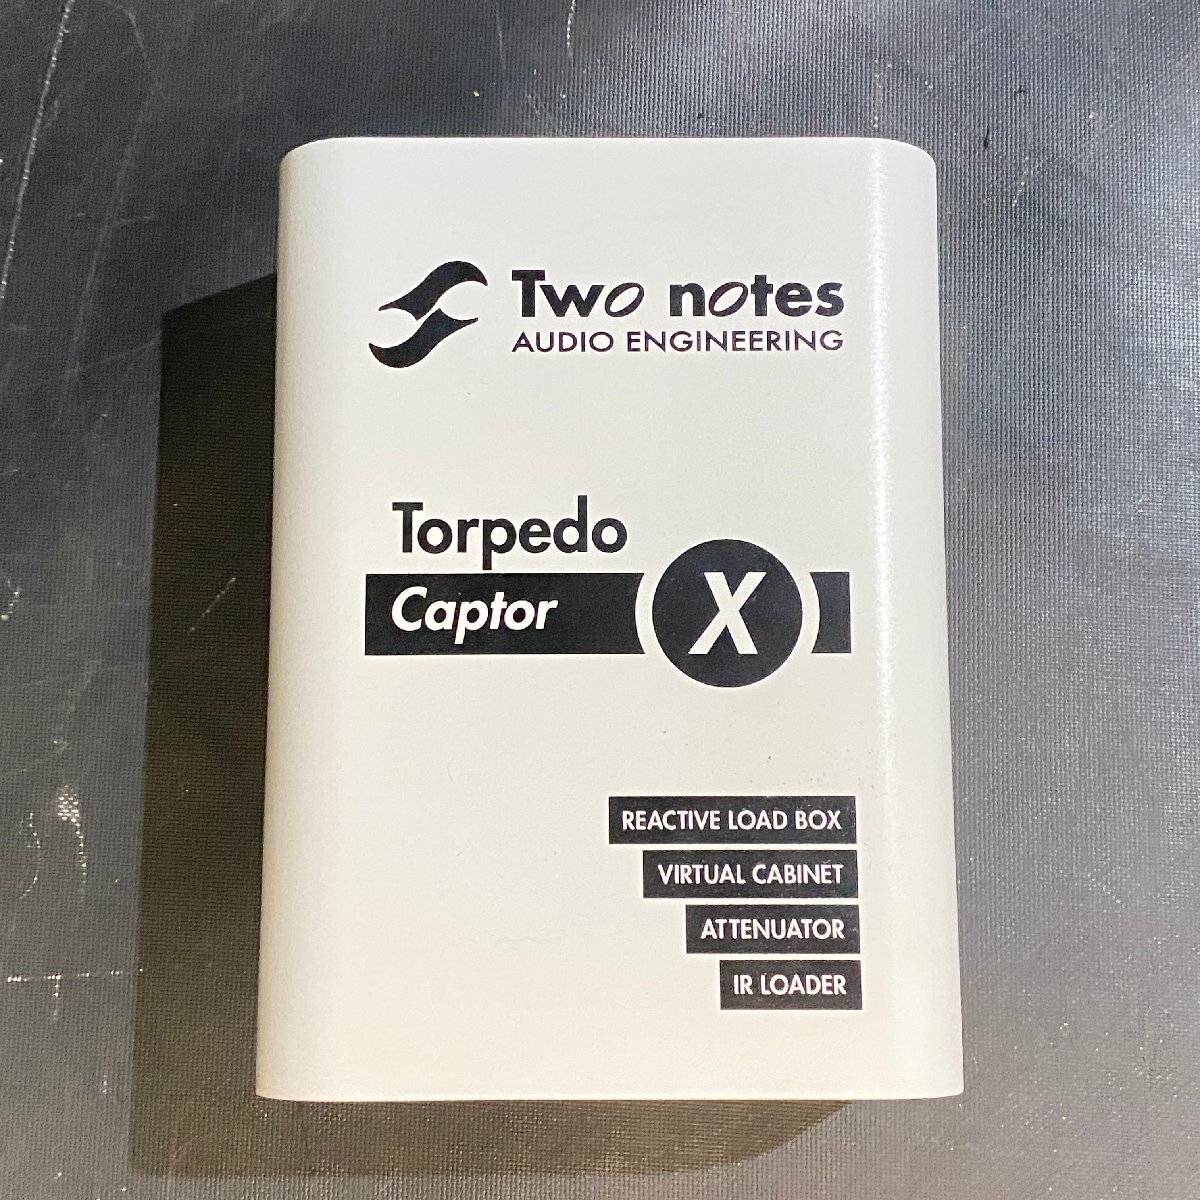 Two notes
AUDIO ENGINEERING
Torpedo
Captor X
REACTIVE LOAD BOX
VIRTUAL CABINET
ATTENUATOR
IR LOADER